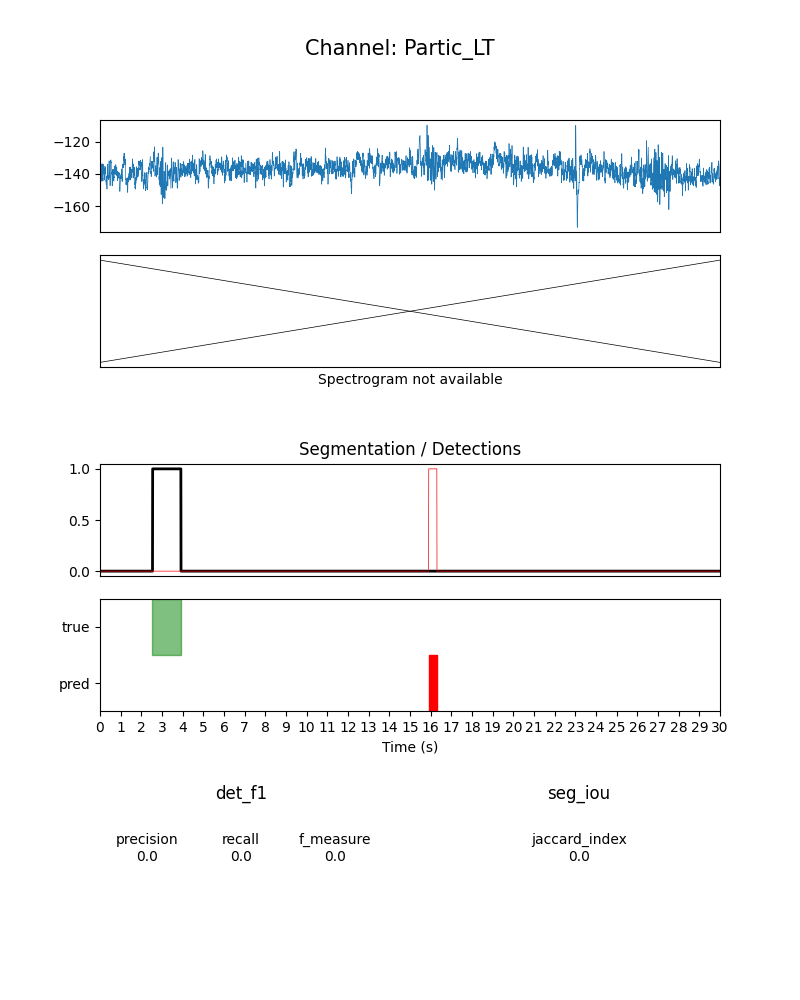 Channel: Partic_LT
−120
−140
−160
Spectrogram not available
Segmentation / Detections
1.0
0.5
0.0
true
pred
0 1 2 3 4 5 6 7 8 9 10 11 12 13 14 15 16 17 18 19 20 21 22 23 24 25 26 27 28 29 30
Time (s)
det_f1 seg_iou
precision recall f_measure jaccard_index
0.0 0.0 0.0 0.0